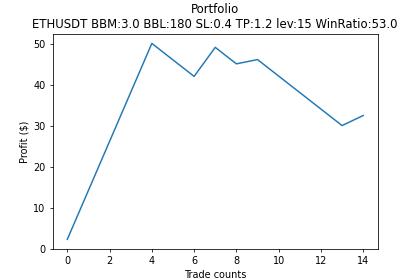 Portfolio
ETHUSDT BBM:3.0 BBL:180 SL:0.4 TP:1.2 lev:15 WinRatio:53.0
50
40
30
20
10
0
Profit ($)
0 2 4 6 8 10 12 14
Trade counts